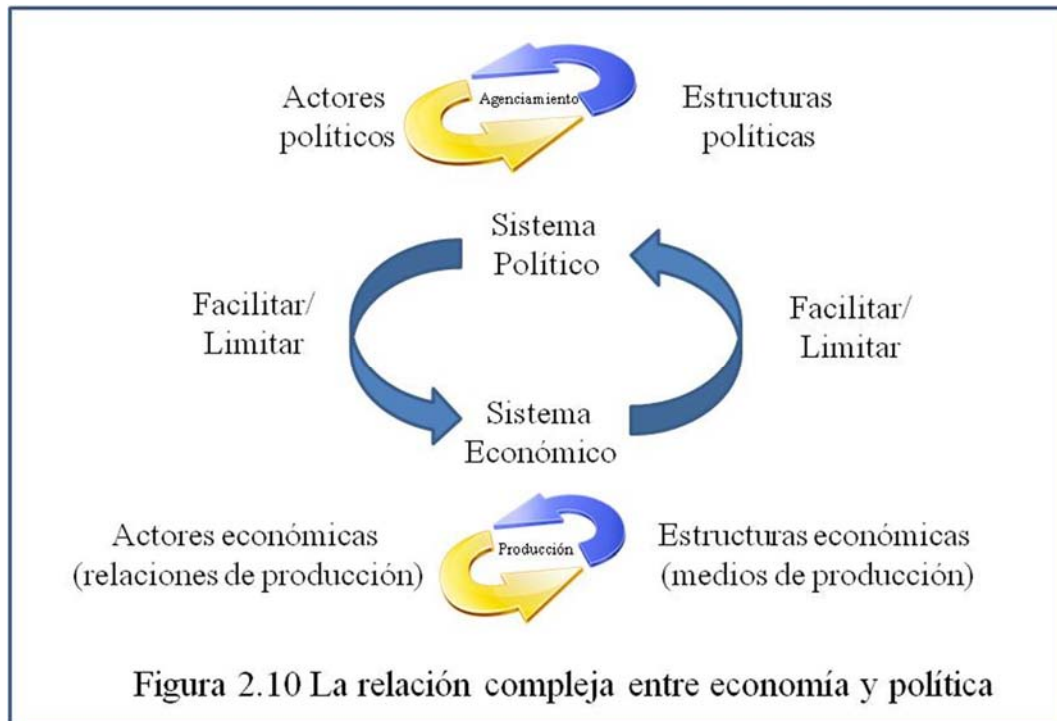 Actores
políticos
Agenciamiento
Estructuras
políticas
Sistema
Político
Facilitar/
Limitar
Facilitar/
Limitar
Sistema
Económico
Actores económicas
(relaciones de producción)
Producción
Estructuras económicas
(medios de producción)
Figura 2.10 La relación compleja entre economía y política